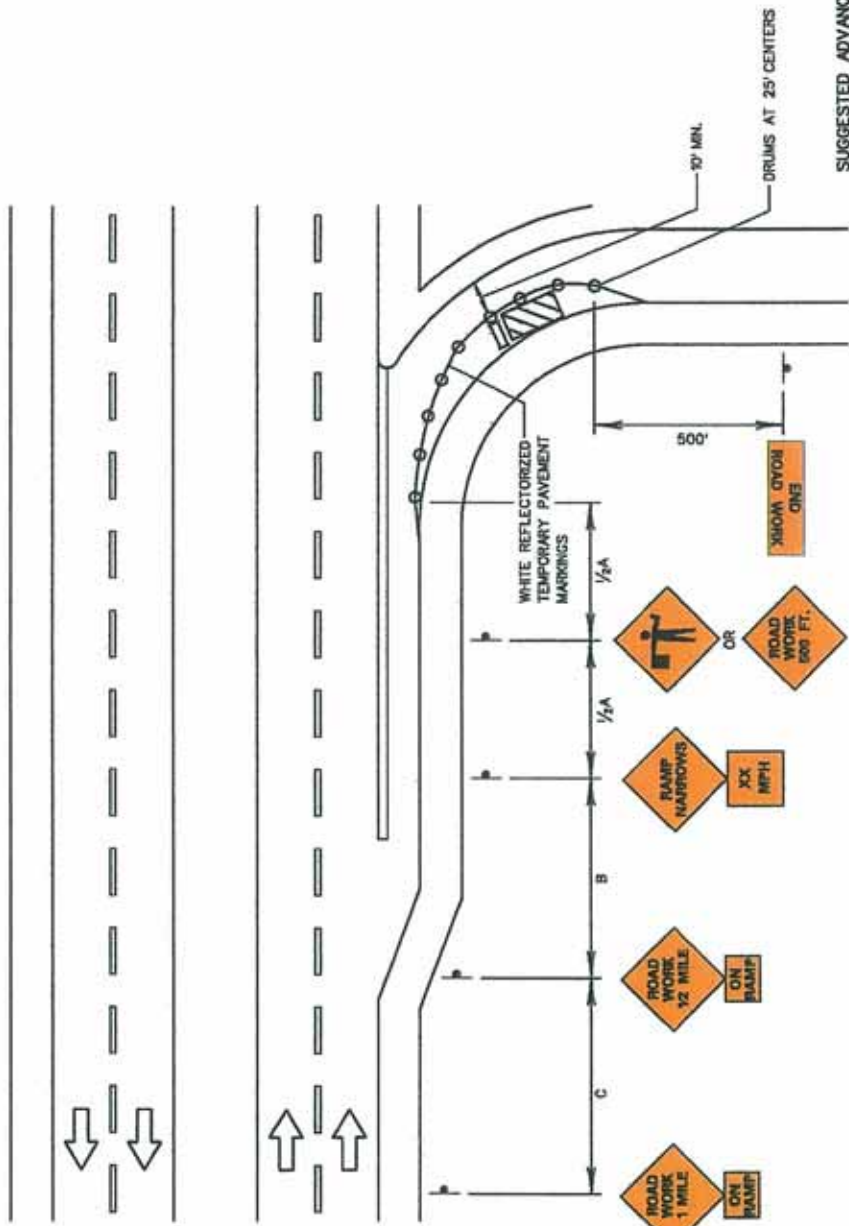 10' MIN.
DRUMS AT 25' CENTERS
WHITE REFLECTORIZED
TEMPORARY PAVEMENT
MARKINGS
500'
½A
½A
B
C
END
ROAD WORK
OR
ROAD
WORK
500 FT.
RAMP
NARROWS
XX
MPH
ROAD
WORK
1/2 MILE
ON
RAMP
ROAD
WORK
1 MILE
ON
RAMP